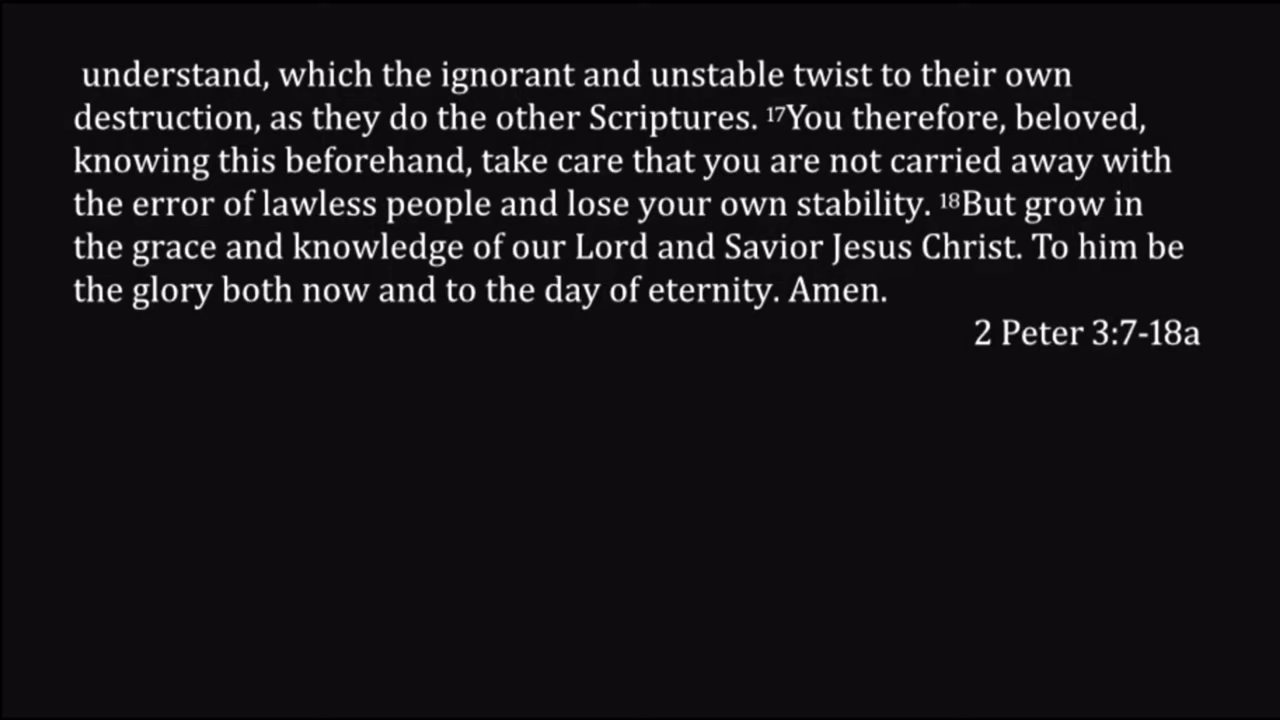 understand, which the ignorant and unstable twist to their own
destruction, as they do the other Scriptures. ¹⁷You therefore, beloved,
knowing this beforehand, take care that you are not carried away with
the error of lawless people and lose your own stability. ¹⁸But grow in
the grace and knowledge of our Lord and Savior Jesus Christ. To him be
the glory both now and to the day of eternity. Amen.
2 Peter 3:7-18a